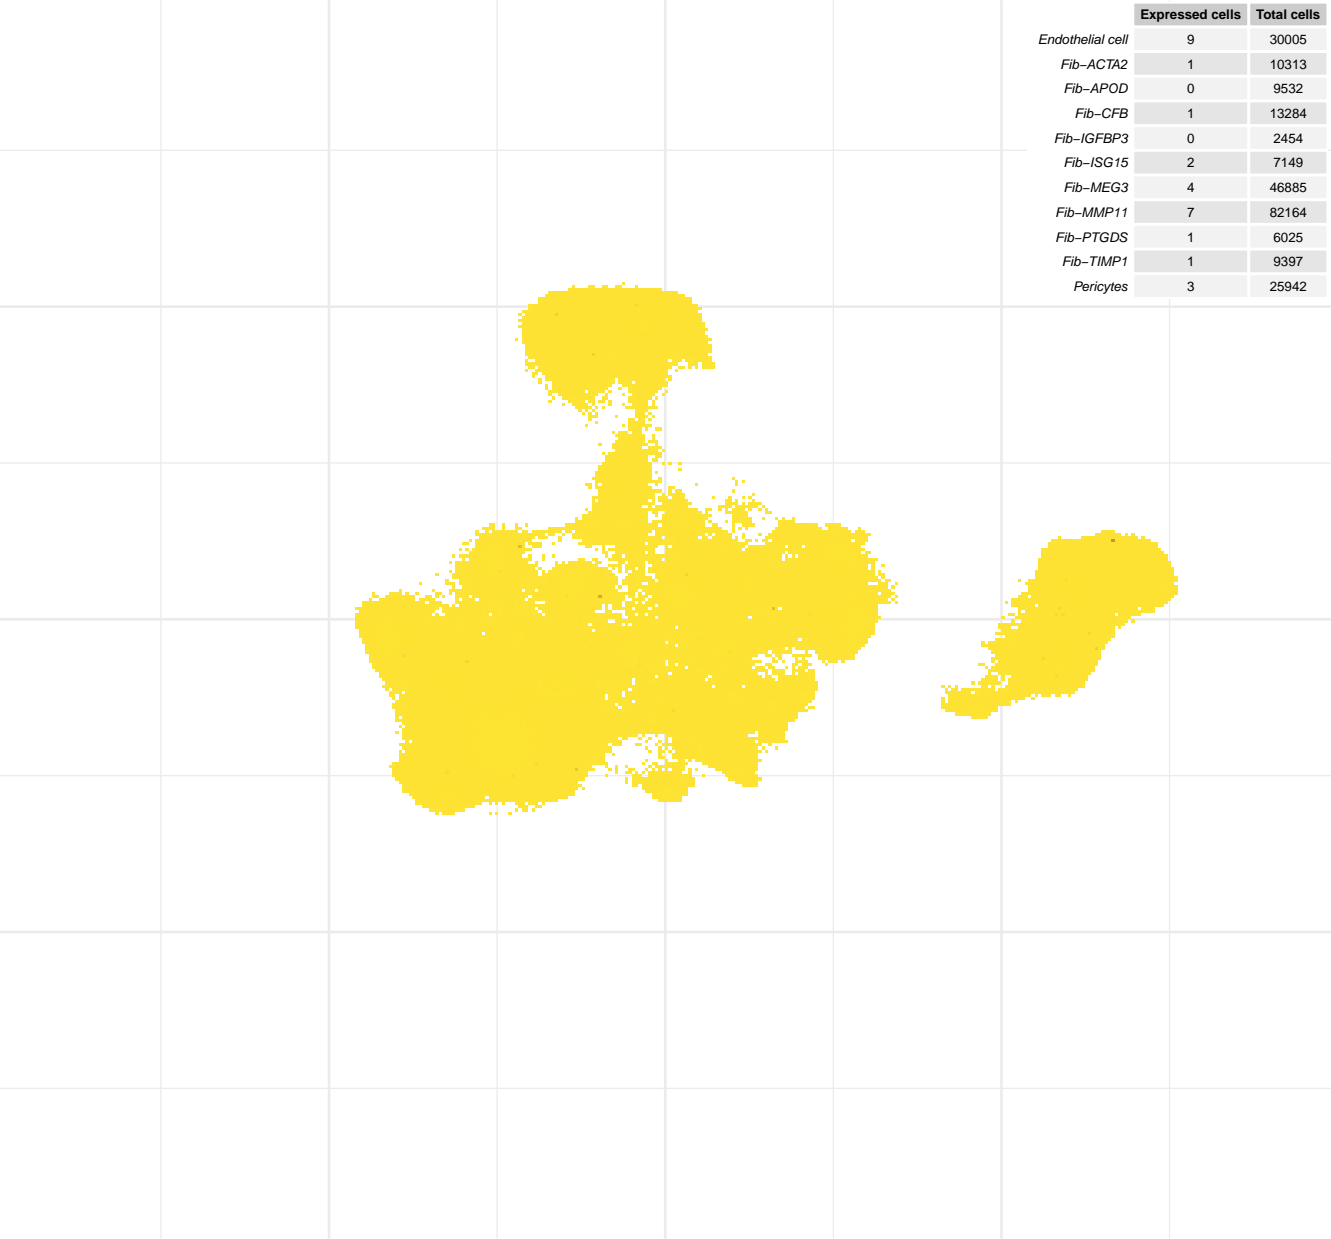 Expressed cells Total cells
Endothelial cell 9 30005
Fib−ACTA2 1 10313
Fib−APOD 0 9532
Fib−CFB 1 13284
Fib−IGFBP3 0 2454
Fib−ISG15 2 7149
Fib−MEG3 4 46885
Fib−MMP11 7 82164
Fib−PTGDS 1 6025
Fib−TIMP1 1 9397
Pericytes 3 25942